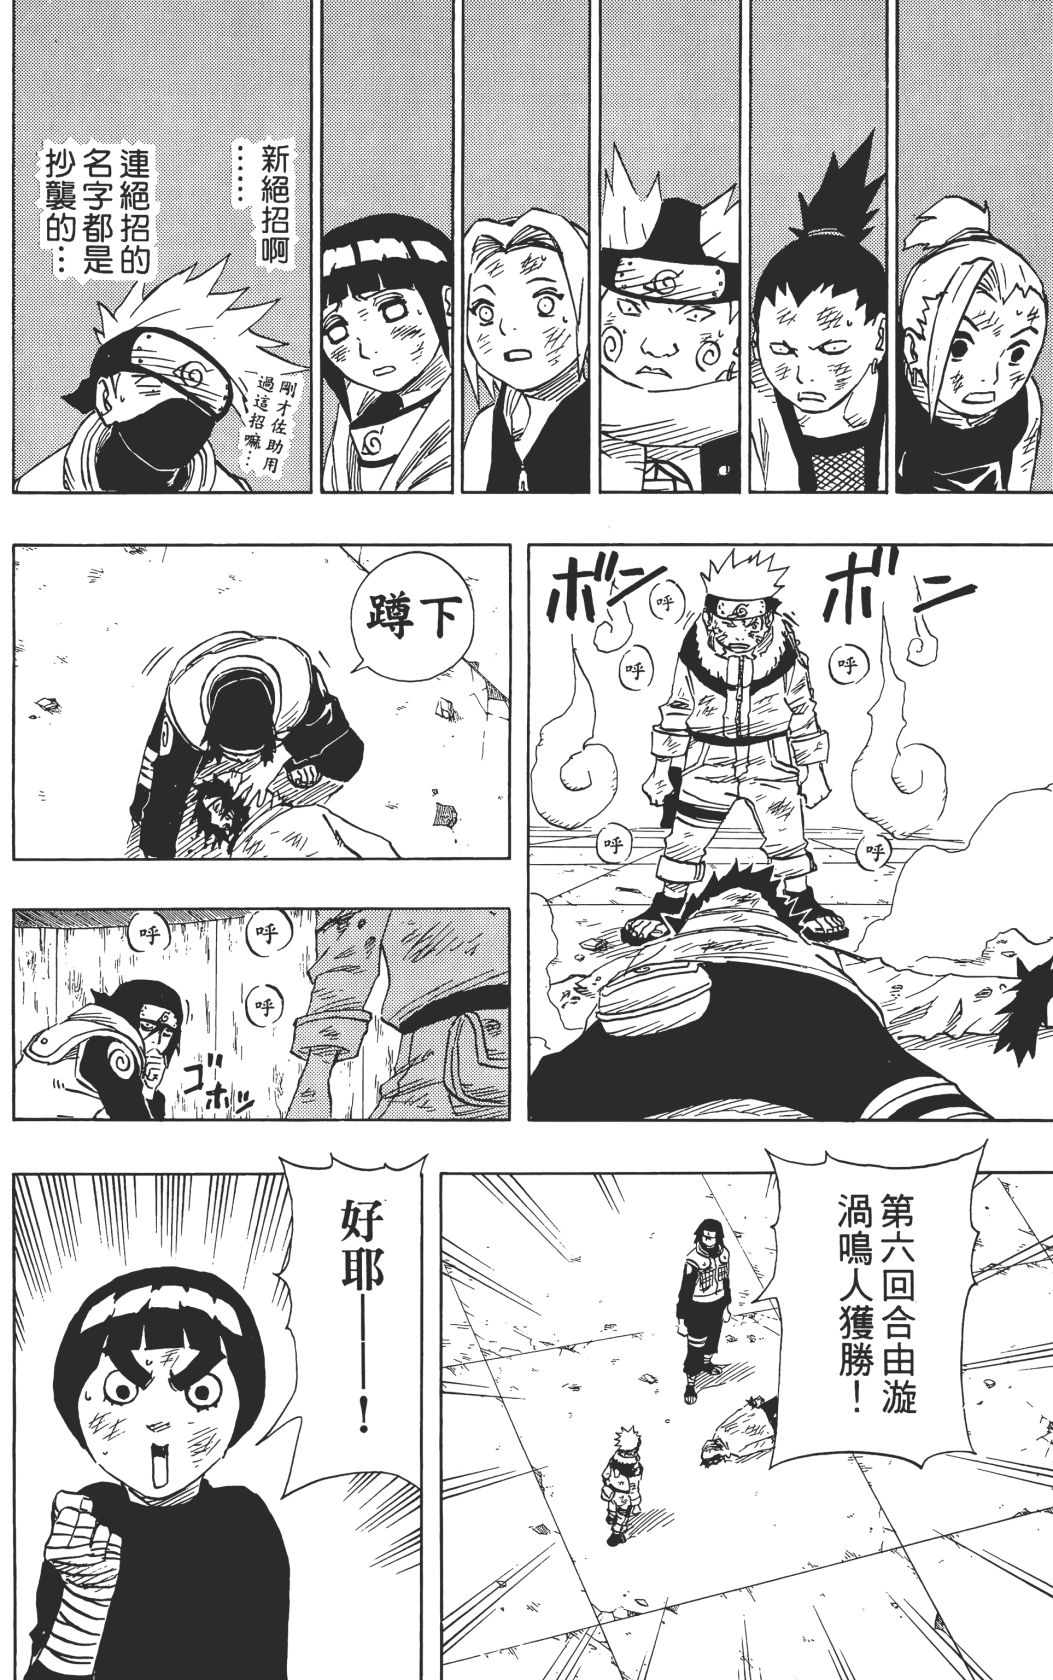 新絕招啊
……
連絕招的
名字都是
抄襲的…
剛才佐助用
過這招嘛…
ボン
ボン
呼
呼
呼
呼
呼
蹲下
呼
呼
呼
ゴホッ
第六回合由漩
渦鳴人獲勝！
好耶——！